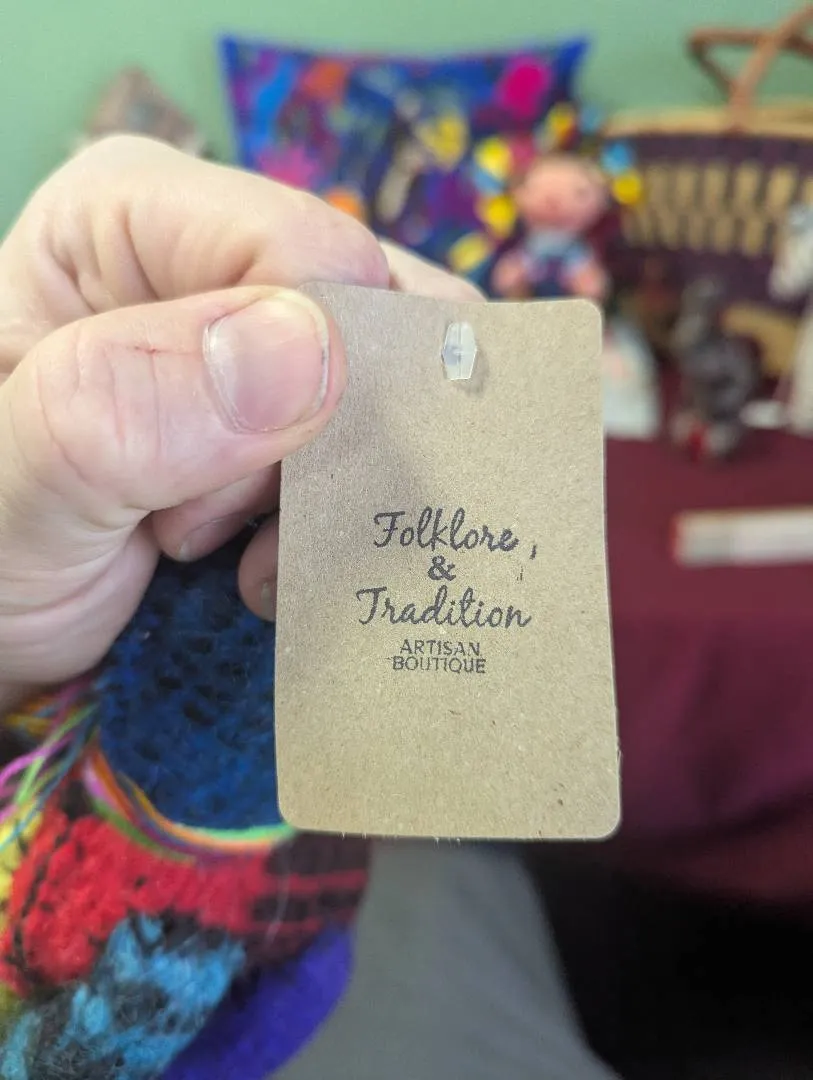 Folklore
&
Tradition
ARTISAN
BOUTIQUE